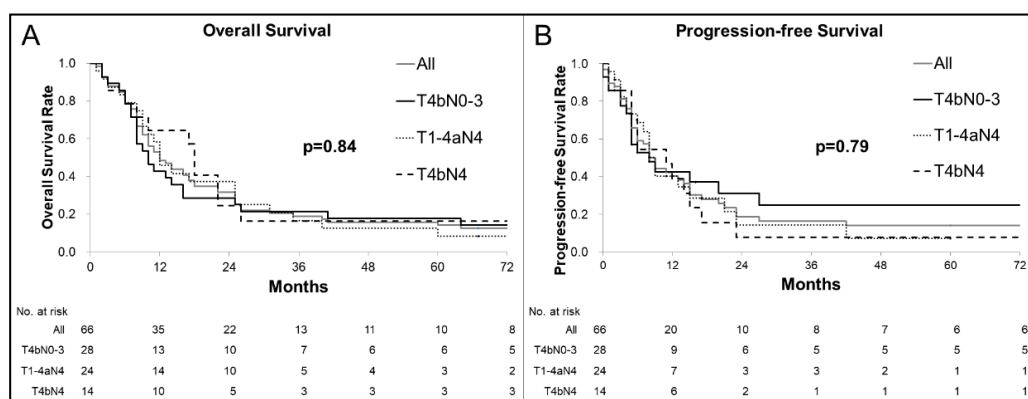 A
Overall Survival
Overall Survival Rate
1.0
0.8
0.6
0.4
0.2
0.0
All
T4bN0-3
T1-4aN4
T4bN4
p=0.84
0 12 24 36 48 60 72
Months
No. at risk
All 66 35 22 13 11 10 8
T4bN0-3 28 13 10 7 6 6 5
T1-4aN4 24 14 10 5 4 3 2
T4bN4 14 10 5 3 3 3 3
B
Progression-free Survival
Progression-free Survival Rate
1.0
0.8
0.6
0.4
0.2
0.0
All
T4bN0-3
T1-4aN4
T4bN4
p=0.79
0 12 24 36 48 60 72
Months
No. at risk
All 66 20 10 8 7 6 6
T4bN0-3 28 9 6 5 5 5 5
T1-4aN4 24 7 3 3 2 1 1
T4bN4 14 6 2 1 1 1 1